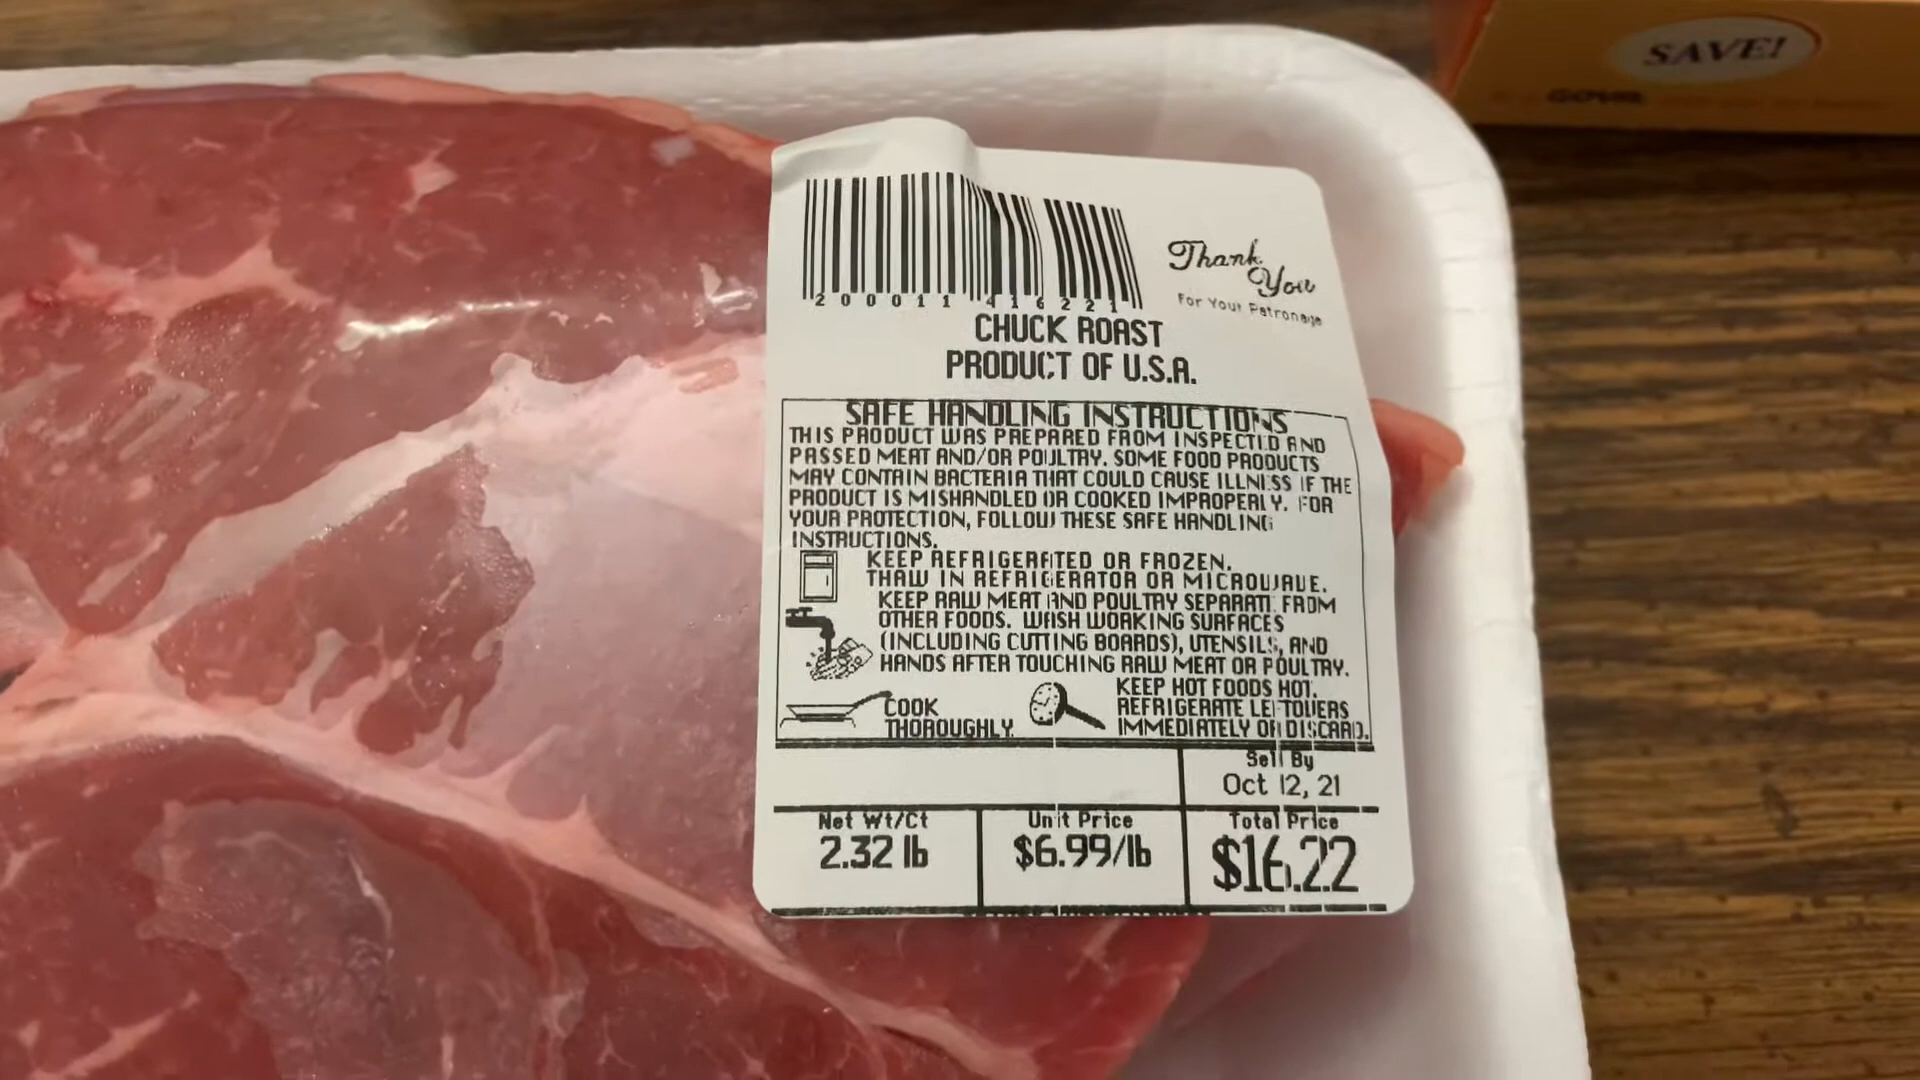 SAVE!
200011 416221
Thank
You
For Your Patronage
CHUCK ROAST
PRODUCT OF U.S.A.
SAFE HANDLING INSTRUCTIONS
THIS PRODUCT WAS PREPARED FROM INSPECTED AND
PASSED MEAT AND/OR POULTRY. SOME FOOD PRODUCTS
MAY CONTAIN BACTERIA THAT COULD CAUSE ILLNESS IF THE
PRODUCT IS MISHANDLED OR COOKED IMPROPERLY. FOR
YOUR PROTECTION, FOLLOW THESE SAFE HANDLING
INSTRUCTIONS.
KEEP REFRIGERATED OR FROZEN.
THAW IN REFRIGERATOR OR MICROWAVE.
KEEP RAW MEAT AND POULTRY SEPARATE FROM
OTHER FOODS. WASH WORKING SURFACES
(INCLUDING CUTTING BOARDS), UTENSILS, AND
HANDS AFTER TOUCHING RAW MEAT OR POULTRY.
COOK
THOROUGHLY.
KEEP HOT FOODS HOT.
REFRIGERATE LEFTOVERS
IMMEDIATELY OR DISCARD.
Sell By
Oct 12, 21
Net Wt/Ct
2.32 lb
Unit Price
$6.99/lb
Total Price
$16.22